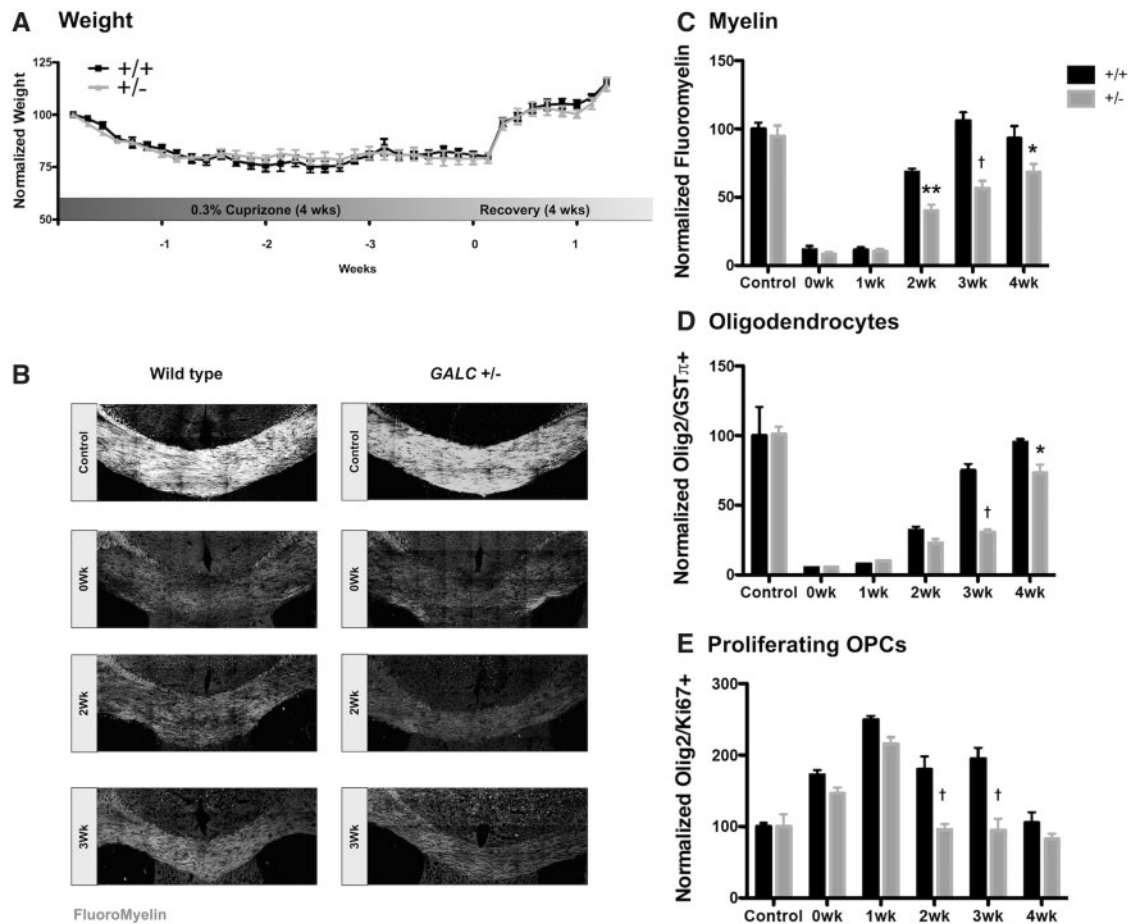 A Weight
+/+
+/-
Normalized Weight
125
100
75
50
0.3% Cuprizone (4 wks)
Recovery (4 wks)
-1
-2
-3
0
1
Weeks
B
Wild type
GALC +/-
Control
Control
0Wk
0Wk
2Wk
2Wk
3Wk
3Wk
FluoroMyelin
C Myelin
+/+
+/-
Normalized Fluoromyelin
150
100
50
0
**
†
*
Control 0wk 1wk 2wk 3wk 4wk
D Oligodendrocytes
Normalized Olig2/GSTπ+
150
100
50
0
†
*
Control 0wk 1wk 2wk 3wk 4wk
E Proliferating OPCs
Normalized Olig2/Ki67+
300
200
100
0
†
†
Control 0wk 1wk 2wk 3wk 4wk